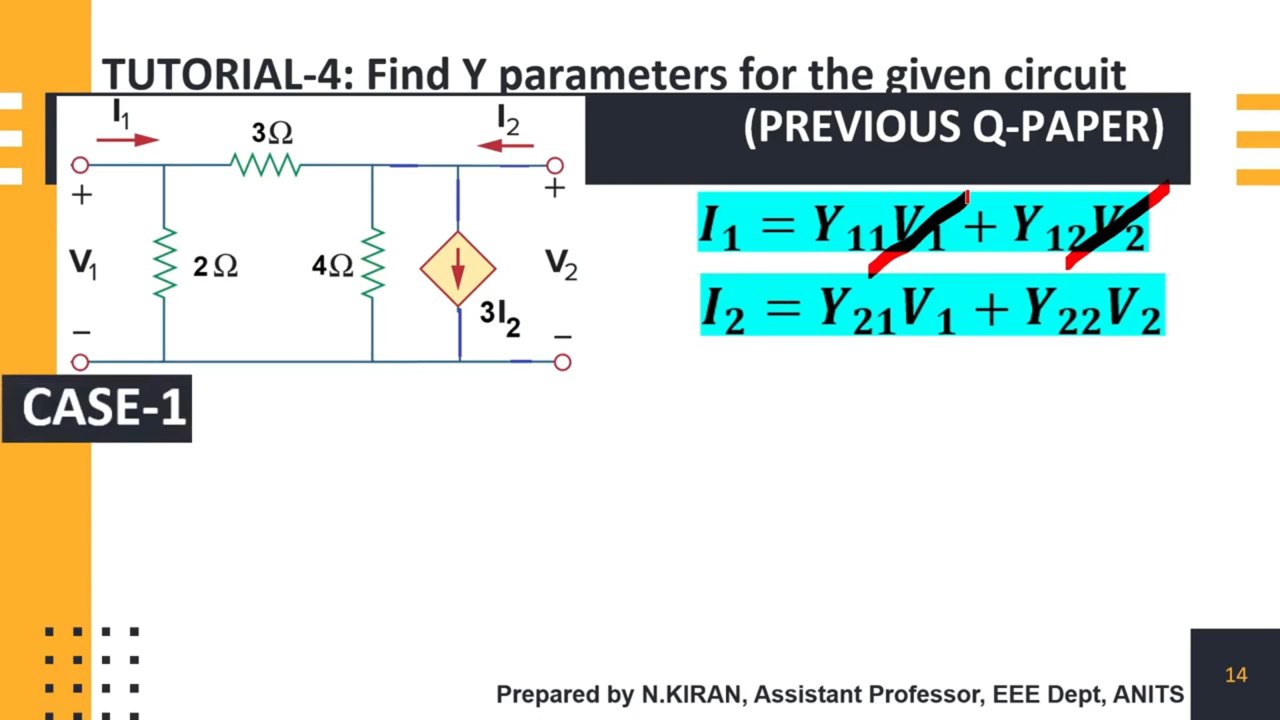 TUTORIAL-4: Find Y parameters for the given circuit
(PREVIOUS Q-PAPER)
I₁
3Ω
I₂
+
+
V₁
2Ω
4Ω
V₂
3I₂
−
−
I₁ = Y₁₁V₁ + Y₁₂V₂
I₂ = Y₂₁V₁ + Y₂₂V₂
CASE-1
Prepared by N.KIRAN, Assistant Professor, EEE Dept, ANITS
14